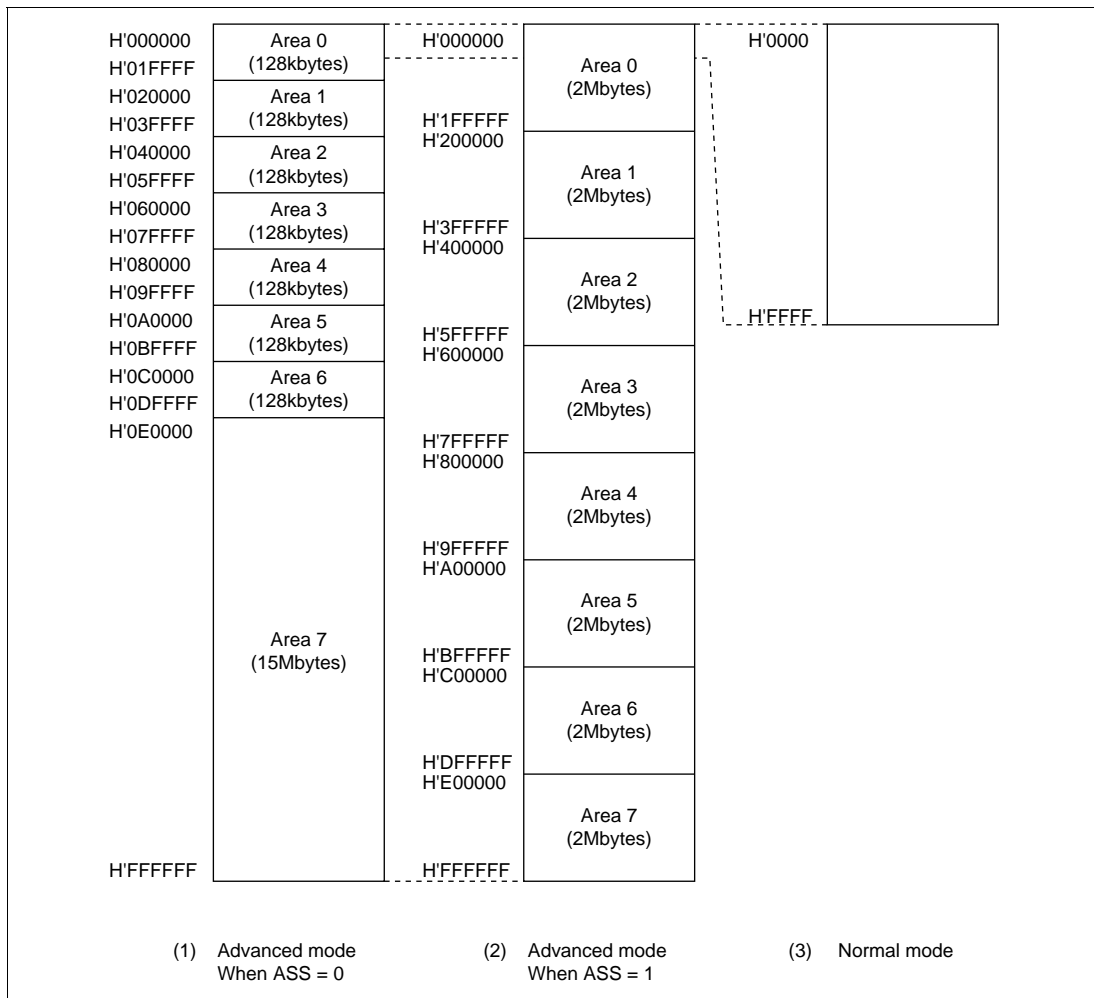 H'000000
H'01FFFF
H'020000
H'03FFFF
H'040000
H'05FFFF
H'060000
H'07FFFF
H'080000
H'09FFFF
H'0A0000
H'0BFFFF
H'0C0000
H'0DFFFF
H'0E0000
H'FFFFFF
Area 0
(128kbytes)
Area 1
(128kbytes)
Area 2
(128kbytes)
Area 3
(128kbytes)
Area 4
(128kbytes)
Area 5
(128kbytes)
Area 6
(128kbytes)
Area 7
(15Mbytes)
H'000000
H'1FFFFF
H'200000
H'3FFFFF
H'400000
H'5FFFFF
H'600000
H'7FFFFF
H'800000
H'9FFFFF
H'A00000
H'BFFFFF
H'C00000
H'DFFFFF
H'E00000
H'FFFFFF
Area 0
(2Mbytes)
Area 1
(2Mbytes)
Area 2
(2Mbytes)
Area 3
(2Mbytes)
Area 4
(2Mbytes)
Area 5
(2Mbytes)
Area 6
(2Mbytes)
Area 7
(2Mbytes)
H'0000
H'FFFF
(1) Advanced mode
When ASS = 0
(2) Advanced mode
When ASS = 1
(3) Normal mode